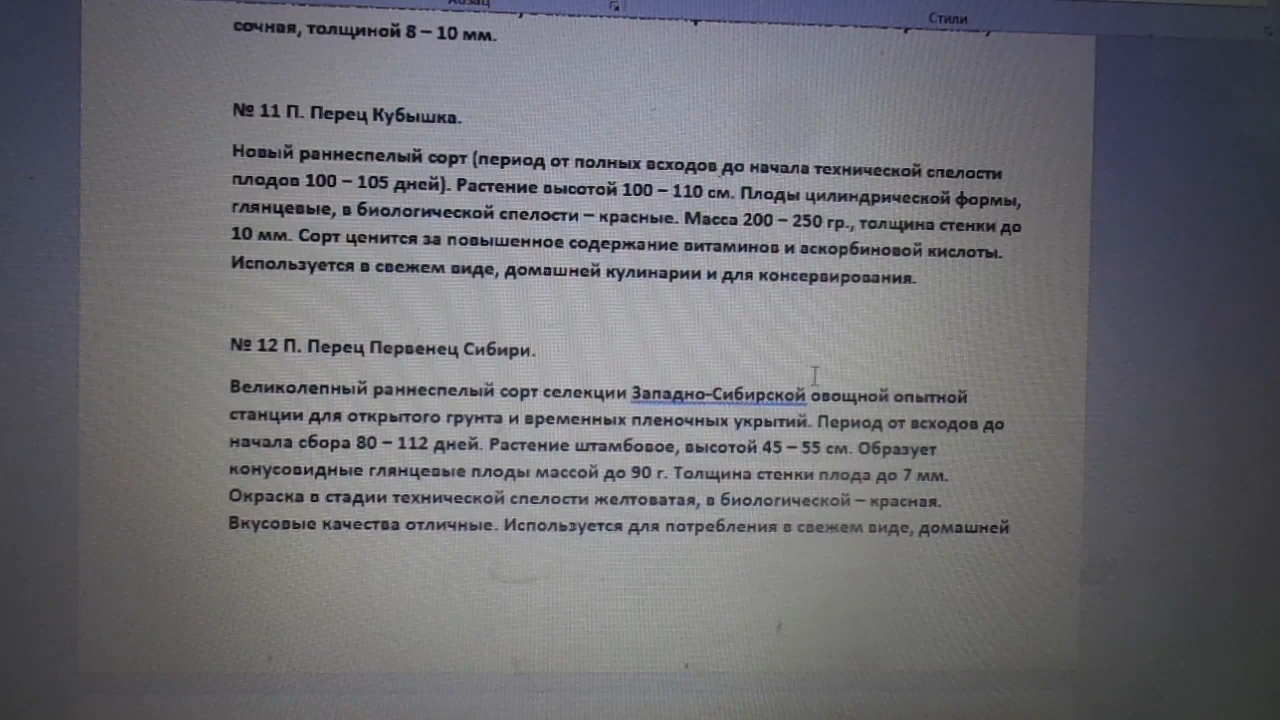 Абзац
Стили
сочная, толщиной 8 – 10 мм.
№ 11 П. Перец Кубышка.
Новый раннеспелый сорт (период от полных всходов до начала технической спелости
плодов 100 – 105 дней). Растение высотой 100 – 110 см. Плоды цилиндрической формы,
глянцевые, в биологической спелости – красные. Масса 200 – 250 гр., толщина стенки до
10 мм. Сорт ценится за повышенное содержание витаминов и аскорбиновой кислоты.
Используется в свежем виде, домашней кулинарии и для консервирования.
№ 12 П. Перец Первенец Сибири.
Великолепный раннеспелый сорт селекции Западно-Сибирской овощной опытной
станции для открытого грунта и временных пленочных укрытий. Период от всходов до
начала сбора 80 – 112 дней. Растение штамбовое, высотой 45 – 55 см. Образует
конусовидные глянцевые плоды массой до 90 г. Толщина стенки плода до 7 мм.
Окраска в стадии технической спелости желтоватая, в биологической – красная.
Вкусовые качества отличные. Используется для потребления в свежем виде, домашней